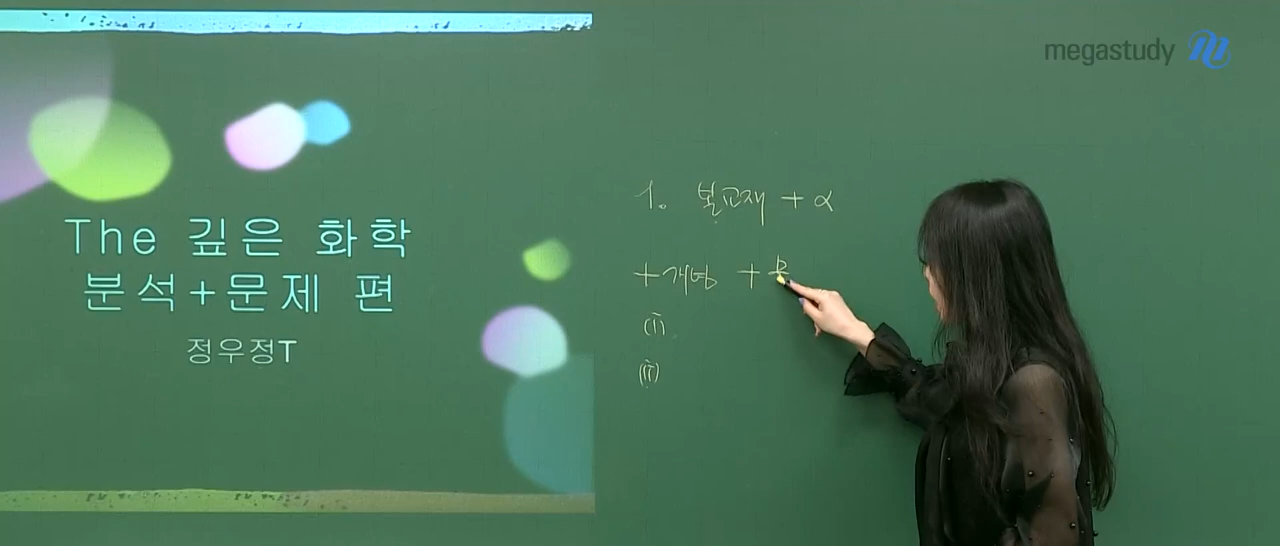 The 깊은 화학
분석+문제 편
정우정T
megastudy
1. 본교재 + α
+개념 +
(i)
(ii)